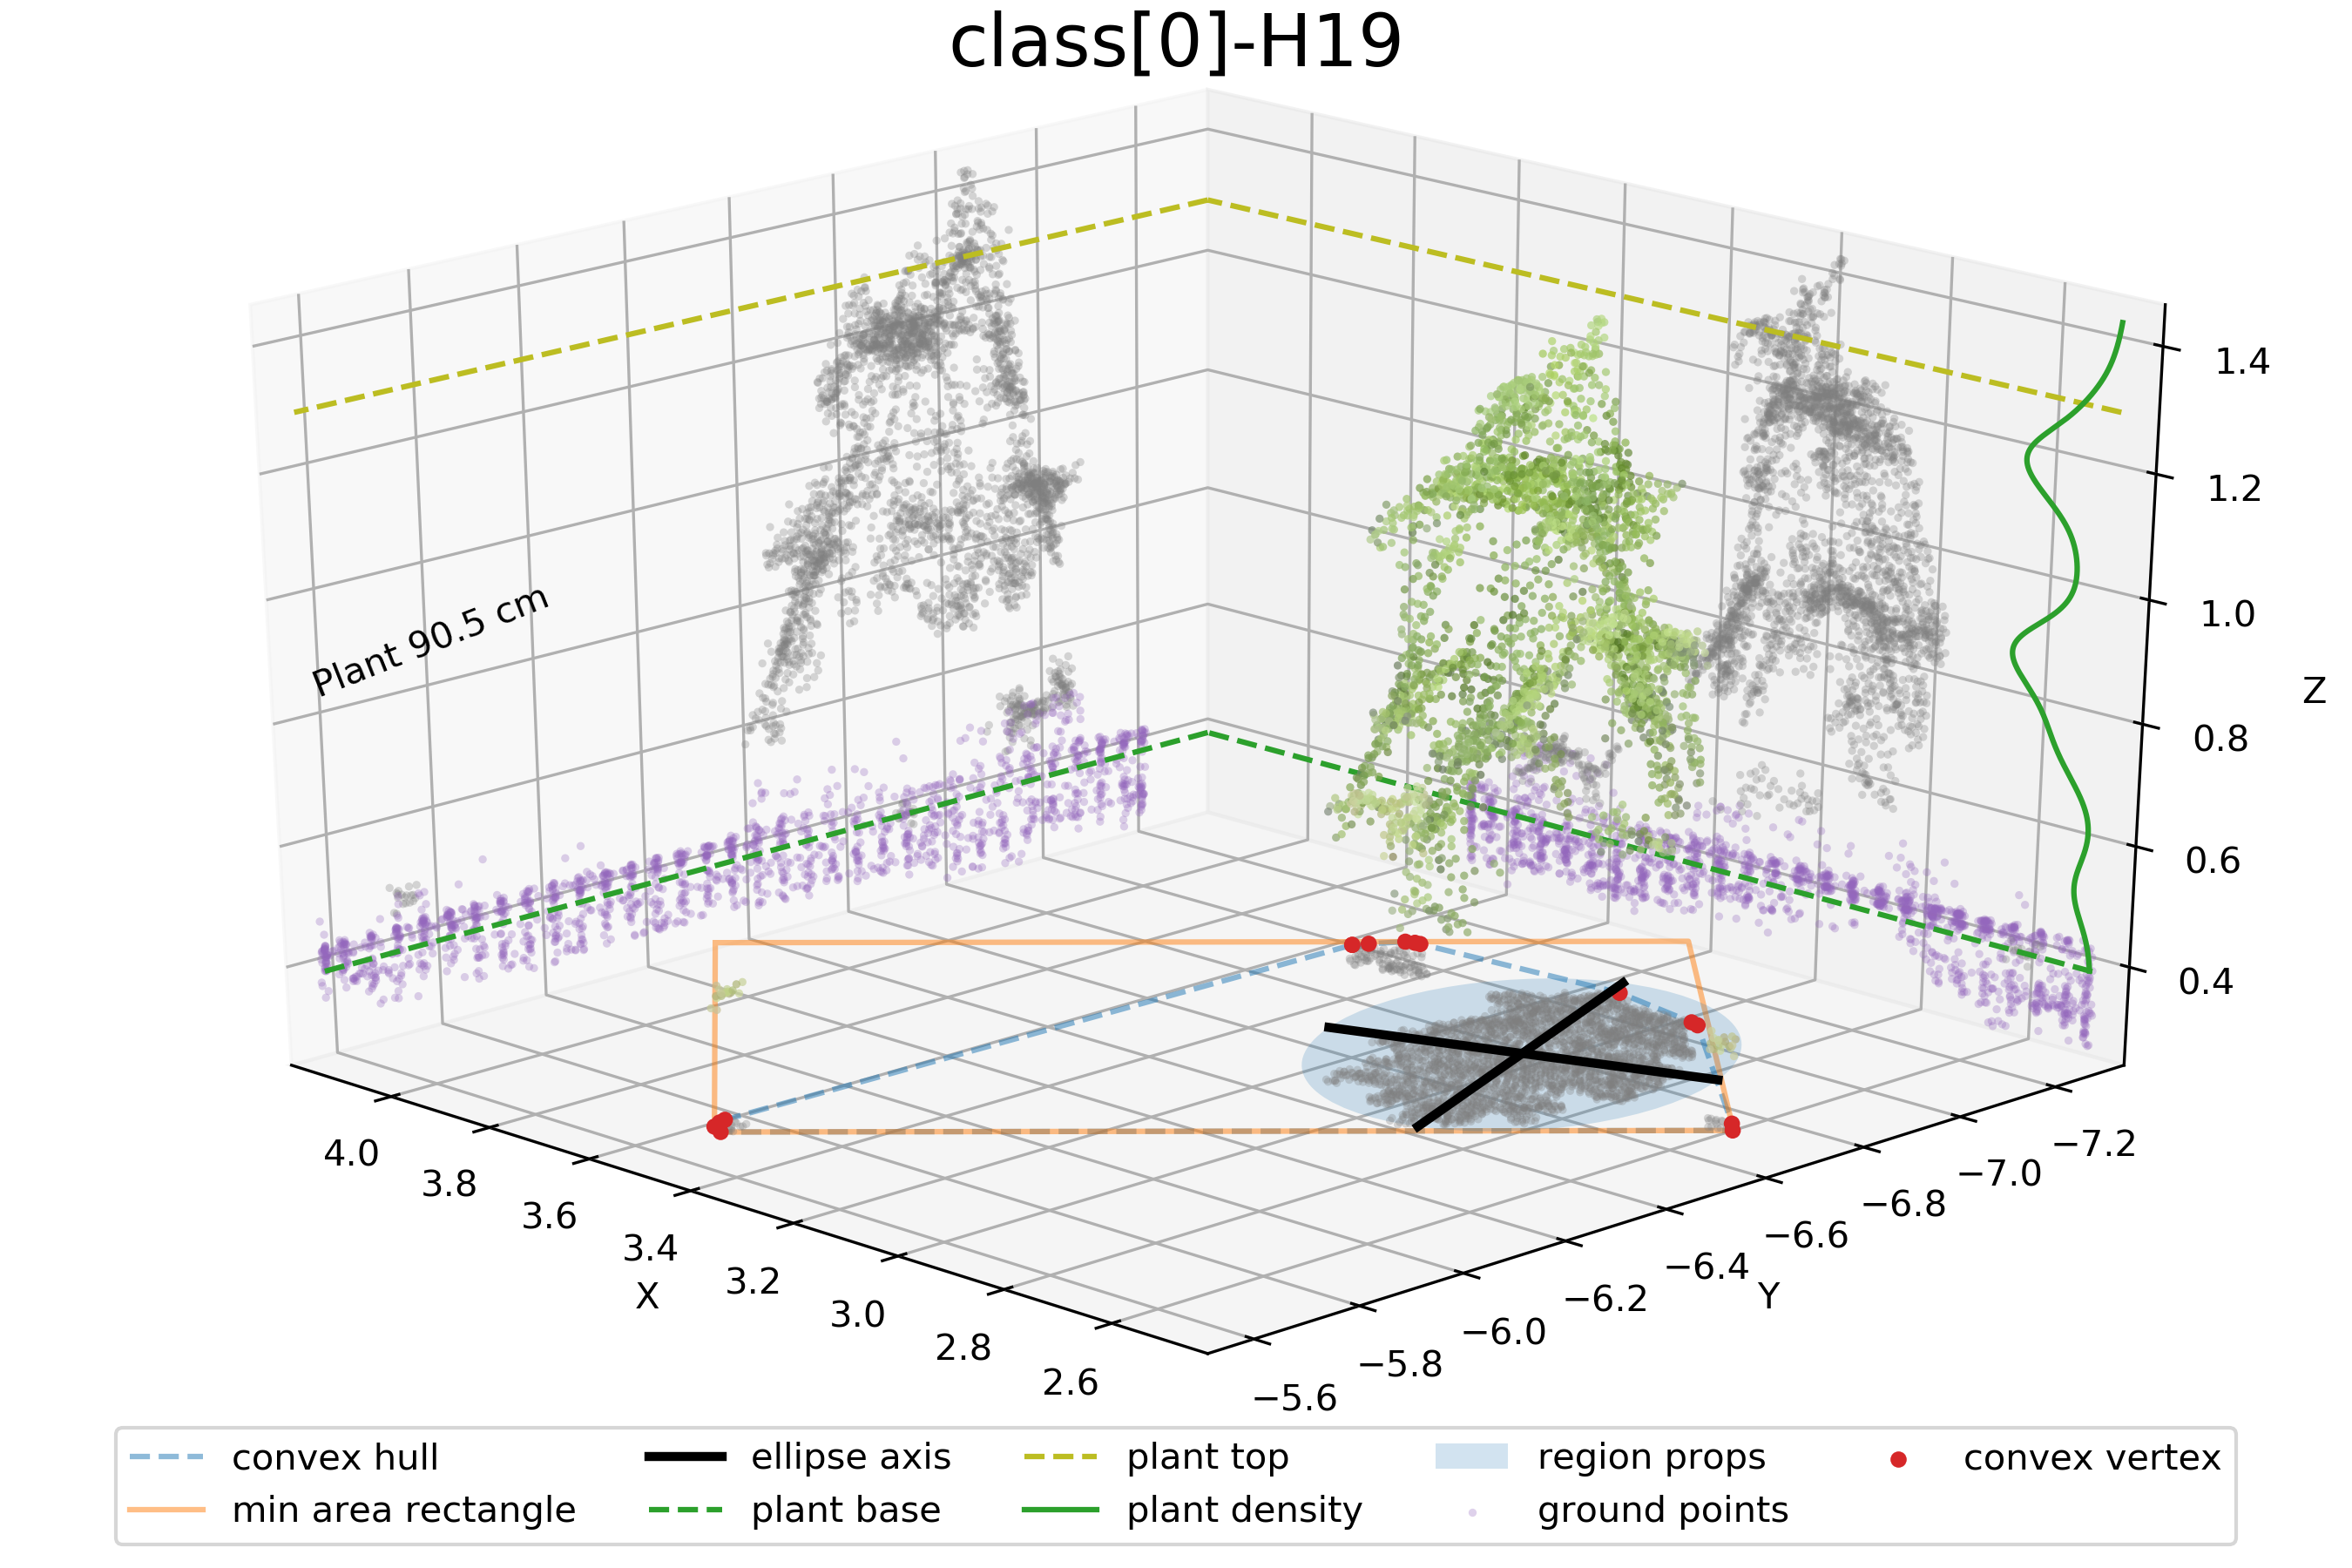 class[0]-H19
Plant 90.5 cm
1.4
1.2
1.0
0.8
0.6
0.4
Z
4.0
3.8
3.6
3.4
3.2
3.0
2.8
2.6
X
−7.2
−7.0
−6.8
−6.6
−6.4
−6.2
−6.0
−5.8
−5.6
Y
convex hull
min area rectangle
ellipse axis
plant base
plant top
plant density
region props
ground points
convex vertex